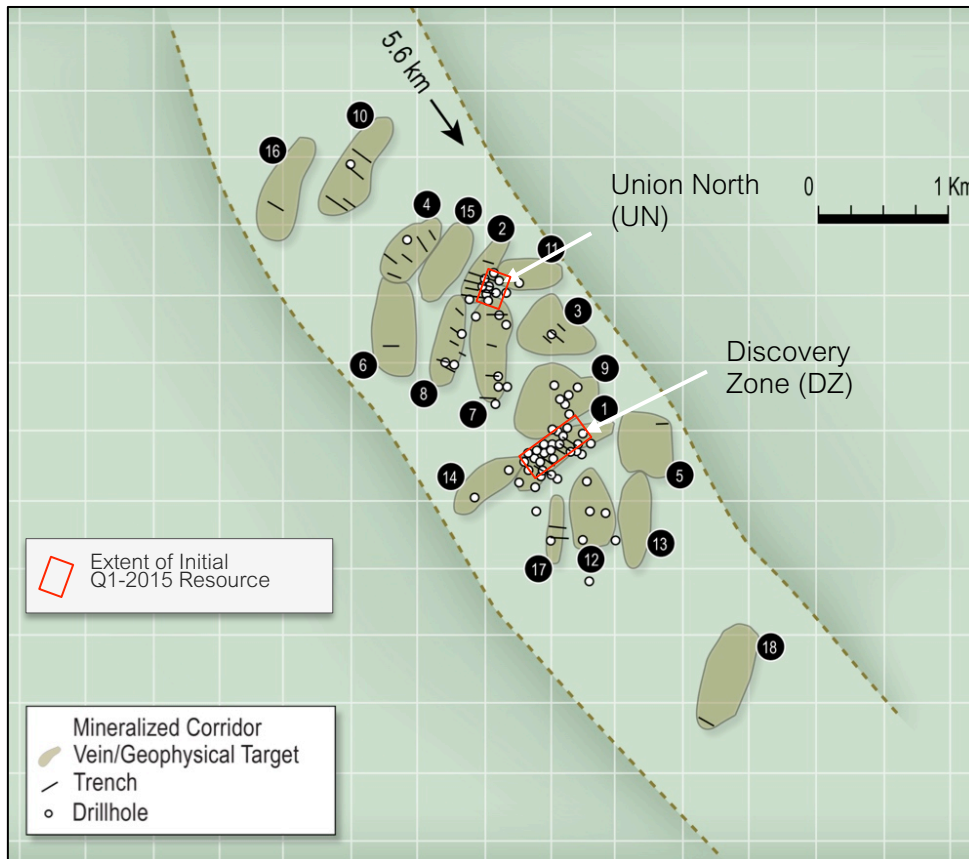 5.6 km
10
16
4
15
2
11
Union North
(UN)
0 1 Km
3
Discovery
Zone (DZ)
6
8
7
9
1
14
5
17
12
13
18
Extent of Initial
Q1-2015 Resource
Mineralized Corridor
Vein/Geophysical Target
Trench
Drillhole